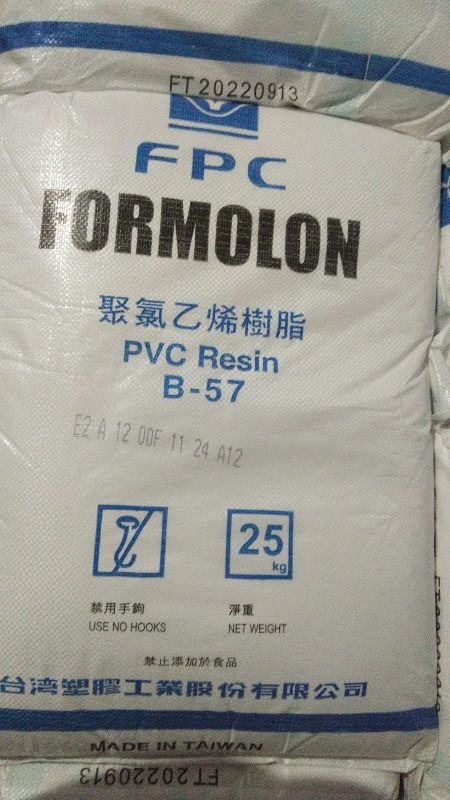 FT20220913
FPC
FORMOLON
聚氯乙烯樹脂
PVC Resin
B-57
E2 A 12 00F 11 24 A12
25
kg
禁用手鉤
USE NO HOOKS
淨重
NET WEIGHT
禁止添加於食品
台湾塑膠工業股份有限公司
MADE IN TAIWAN
FT20220913